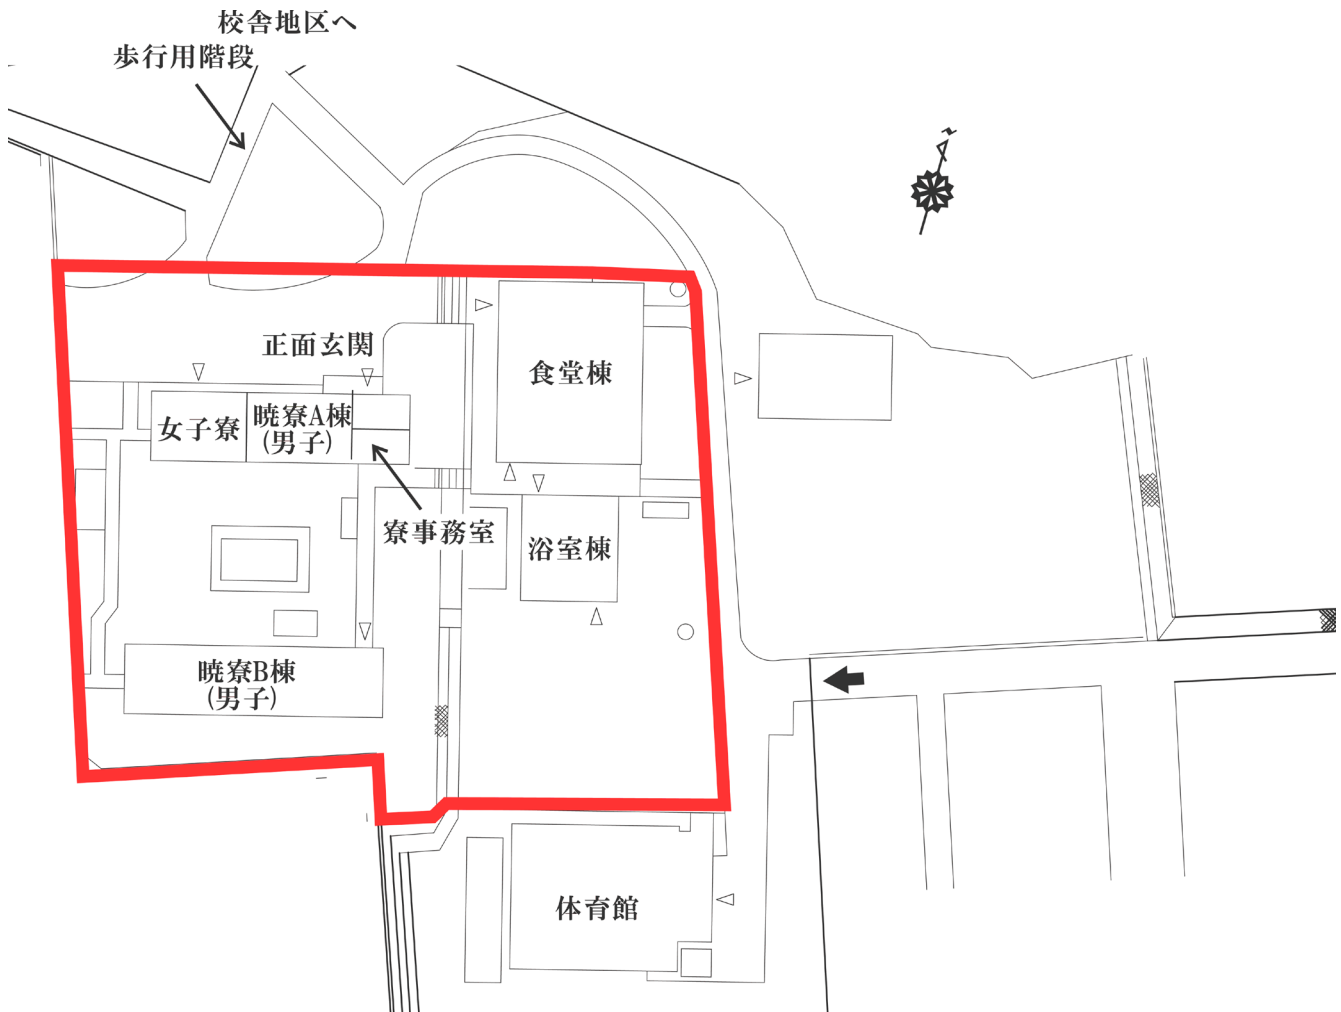 校舎地区へ
歩行用階段
正面玄関
食堂棟
女子寮
暁寮A棟
(男子)
寮事務室
浴室棟
暁寮B棟
(男子)
体育館